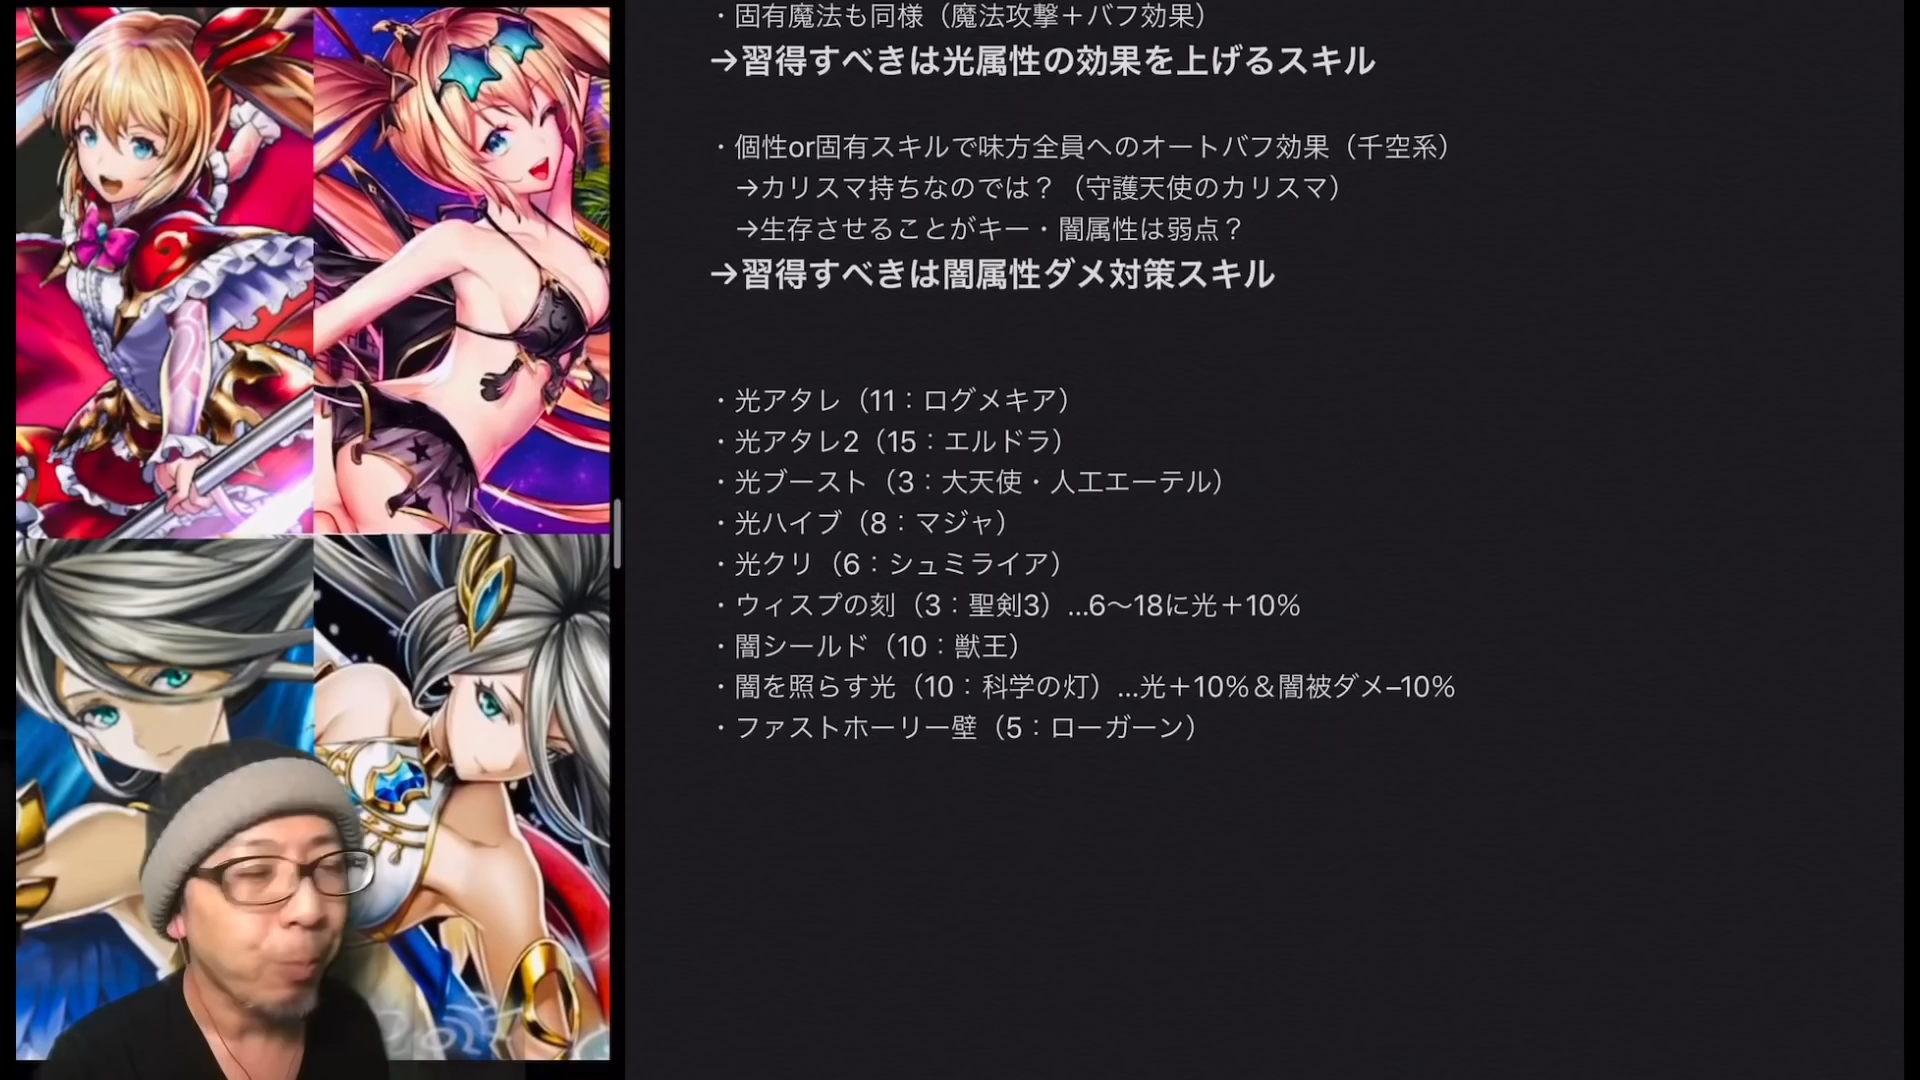 ・固有魔法も同様（魔法攻撃＋バフ効果）
→習得すべきは光属性の効果を上げるスキル
・個性or固有スキルで味方全員へのオートバフ効果（千空系）
→カリスマ持ちなのでは？（守護天使のカリスマ）
→生存させることがキー・闇属性は弱点？
→習得すべきは闇属性ダメ対策スキル
・光アタレ（11：ログメキア）
・光アタレ2（15：エルドラ）
・光ブースト（3：大天使・人工エーテル）
・光ハイブ（8：マジャ）
・光クリ（6：シュミライア）
・ウィスプの刻（3：聖剣3）…6〜18に光＋10%
・闇シールド（10：獣王）
・闇を照らす光（10：科学の灯）…光＋10%＆闇被ダメ–10%
・ファストホーリー壁（5：ローガーン）